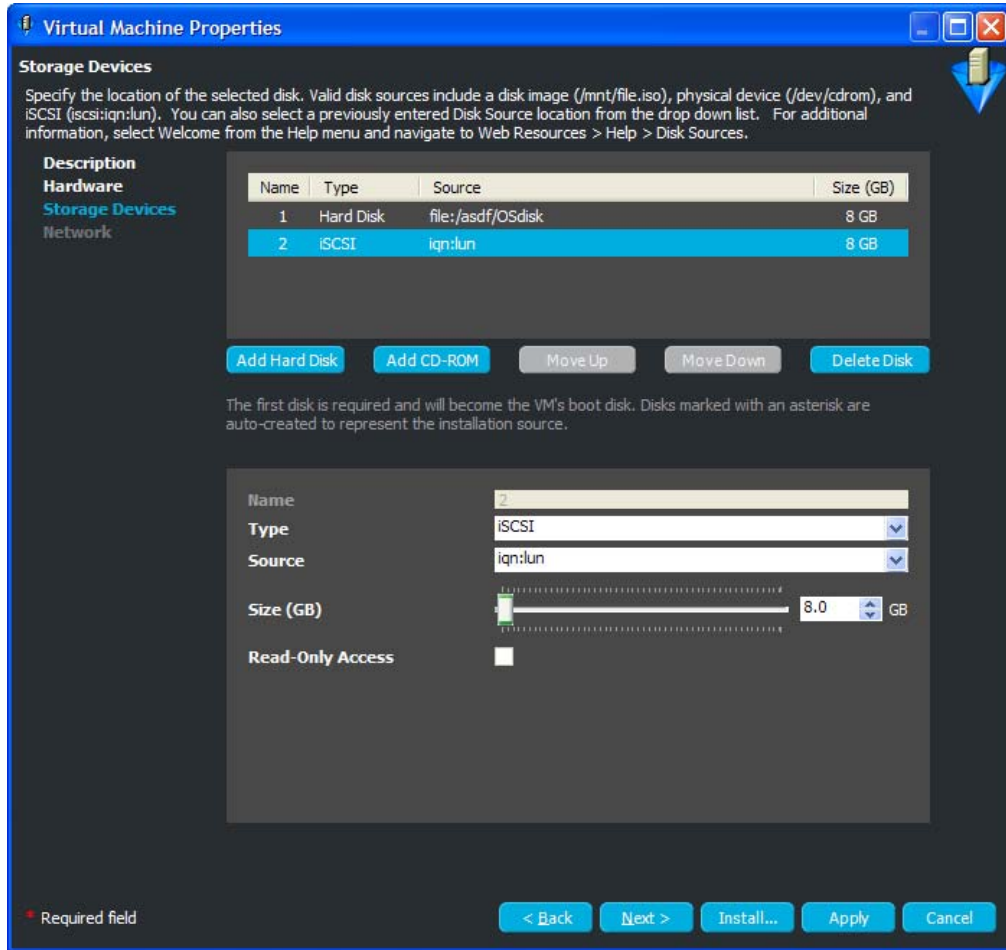 Virtual Machine Properties
Storage Devices
Specify the location of the selected disk. Valid disk sources include a disk image (/mnt/file.iso), physical device (/dev/cdrom), and
iSCSI (iscsi:iqn:lun). You can also select a previously entered Disk Source location from the drop down list. For additional
information, select Welcome from the Help menu and navigate to Web Resources > Help > Disk Sources.
Description
Hardware
Storage Devices
Network
Name Type Source Size (GB)
1 Hard Disk file:/asdf/OSdisk 8 GB
2 iSCSI iqn:lun 8 GB
Add Hard Disk Add CD-ROM Move Up Move Down Delete Disk
The first disk is required and will become the VM's boot disk. Disks marked with an asterisk are
auto-created to represent the installation source.
Name 2
Type iSCSI
Source iqn:lun
Size (GB) 8.0 GB
Read-Only Access
* Required field < Back Next > Install... Apply Cancel